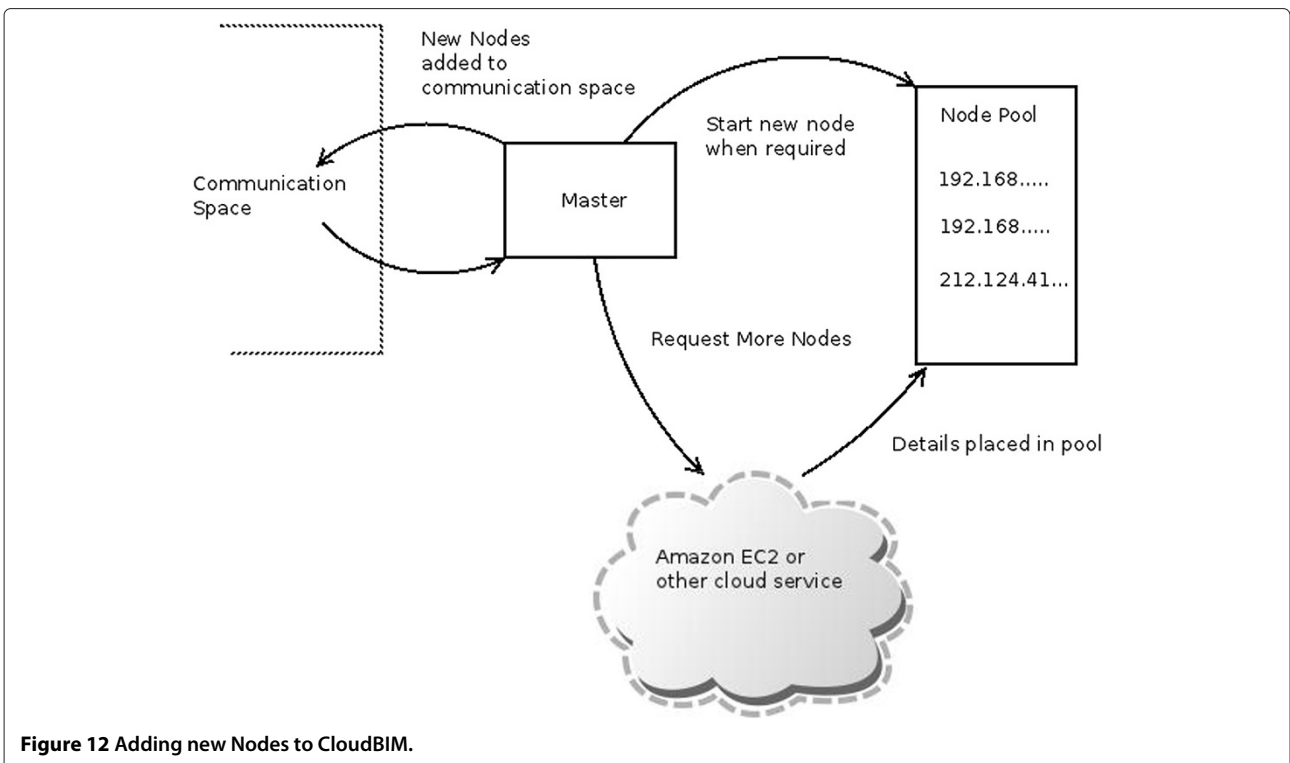 New Nodes
added to
communication space
Communication
Space
Master
Start new node
when required
Node Pool
192.168.....
192.168.....
212.124.41...
Request More Nodes
Details placed in pool
Amazon EC2 or
other cloud service
Figure 12 Adding new Nodes to CloudBIM.